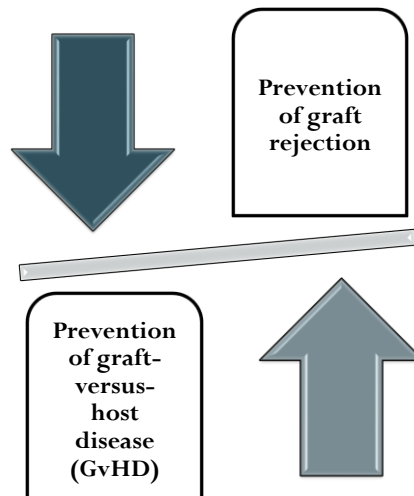 Prevention
of graft
rejection
Prevention
of graft-
versus-
host
disease
(GvHD)